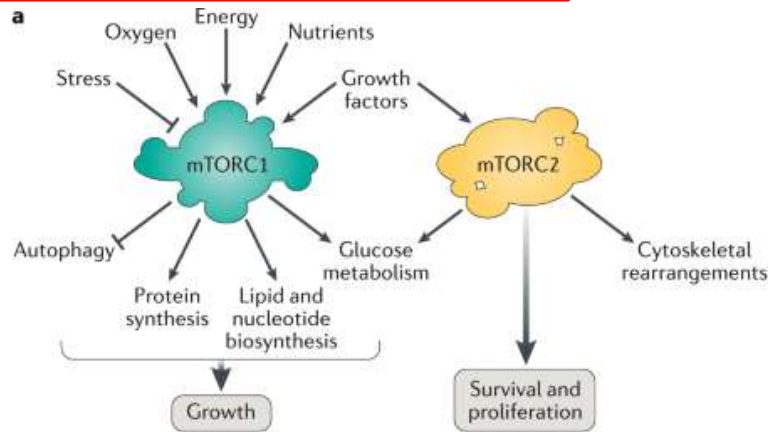 a
Energy
Oxygen
Nutrients
Stress
Growth
factors
mTORC1
mTORC2
Autophagy
Glucose
metabolism
Cytoskeletal
rearrangements
Protein
synthesis
Lipid and
nucleotide
biosynthesis
Growth
Survival and
proliferation